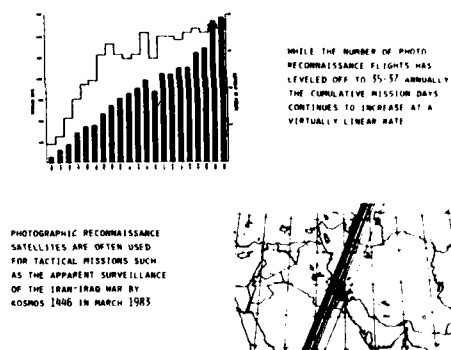 WHILE THE NUMBER OF PHOTO
RECONNAISSANCE FLIGHTS HAS
LEVELED OFF TO 35-37 ANNUALLY
THE CUMULATIVE MISSION DAYS
CONTINUES TO INCREASE AT A
VIRTUALLY LINEAR RATE
PHOTOGRAPHIC RECONNAISSANCE
SATELLITES ARE OFTEN USED
FOR TACTICAL MISSIONS SUCH
AS THE APPARENT SURVEILLANCE
OF THE IRAN-IRAQ WAR BY
KOSMOS 1446 IN MARCH 1983